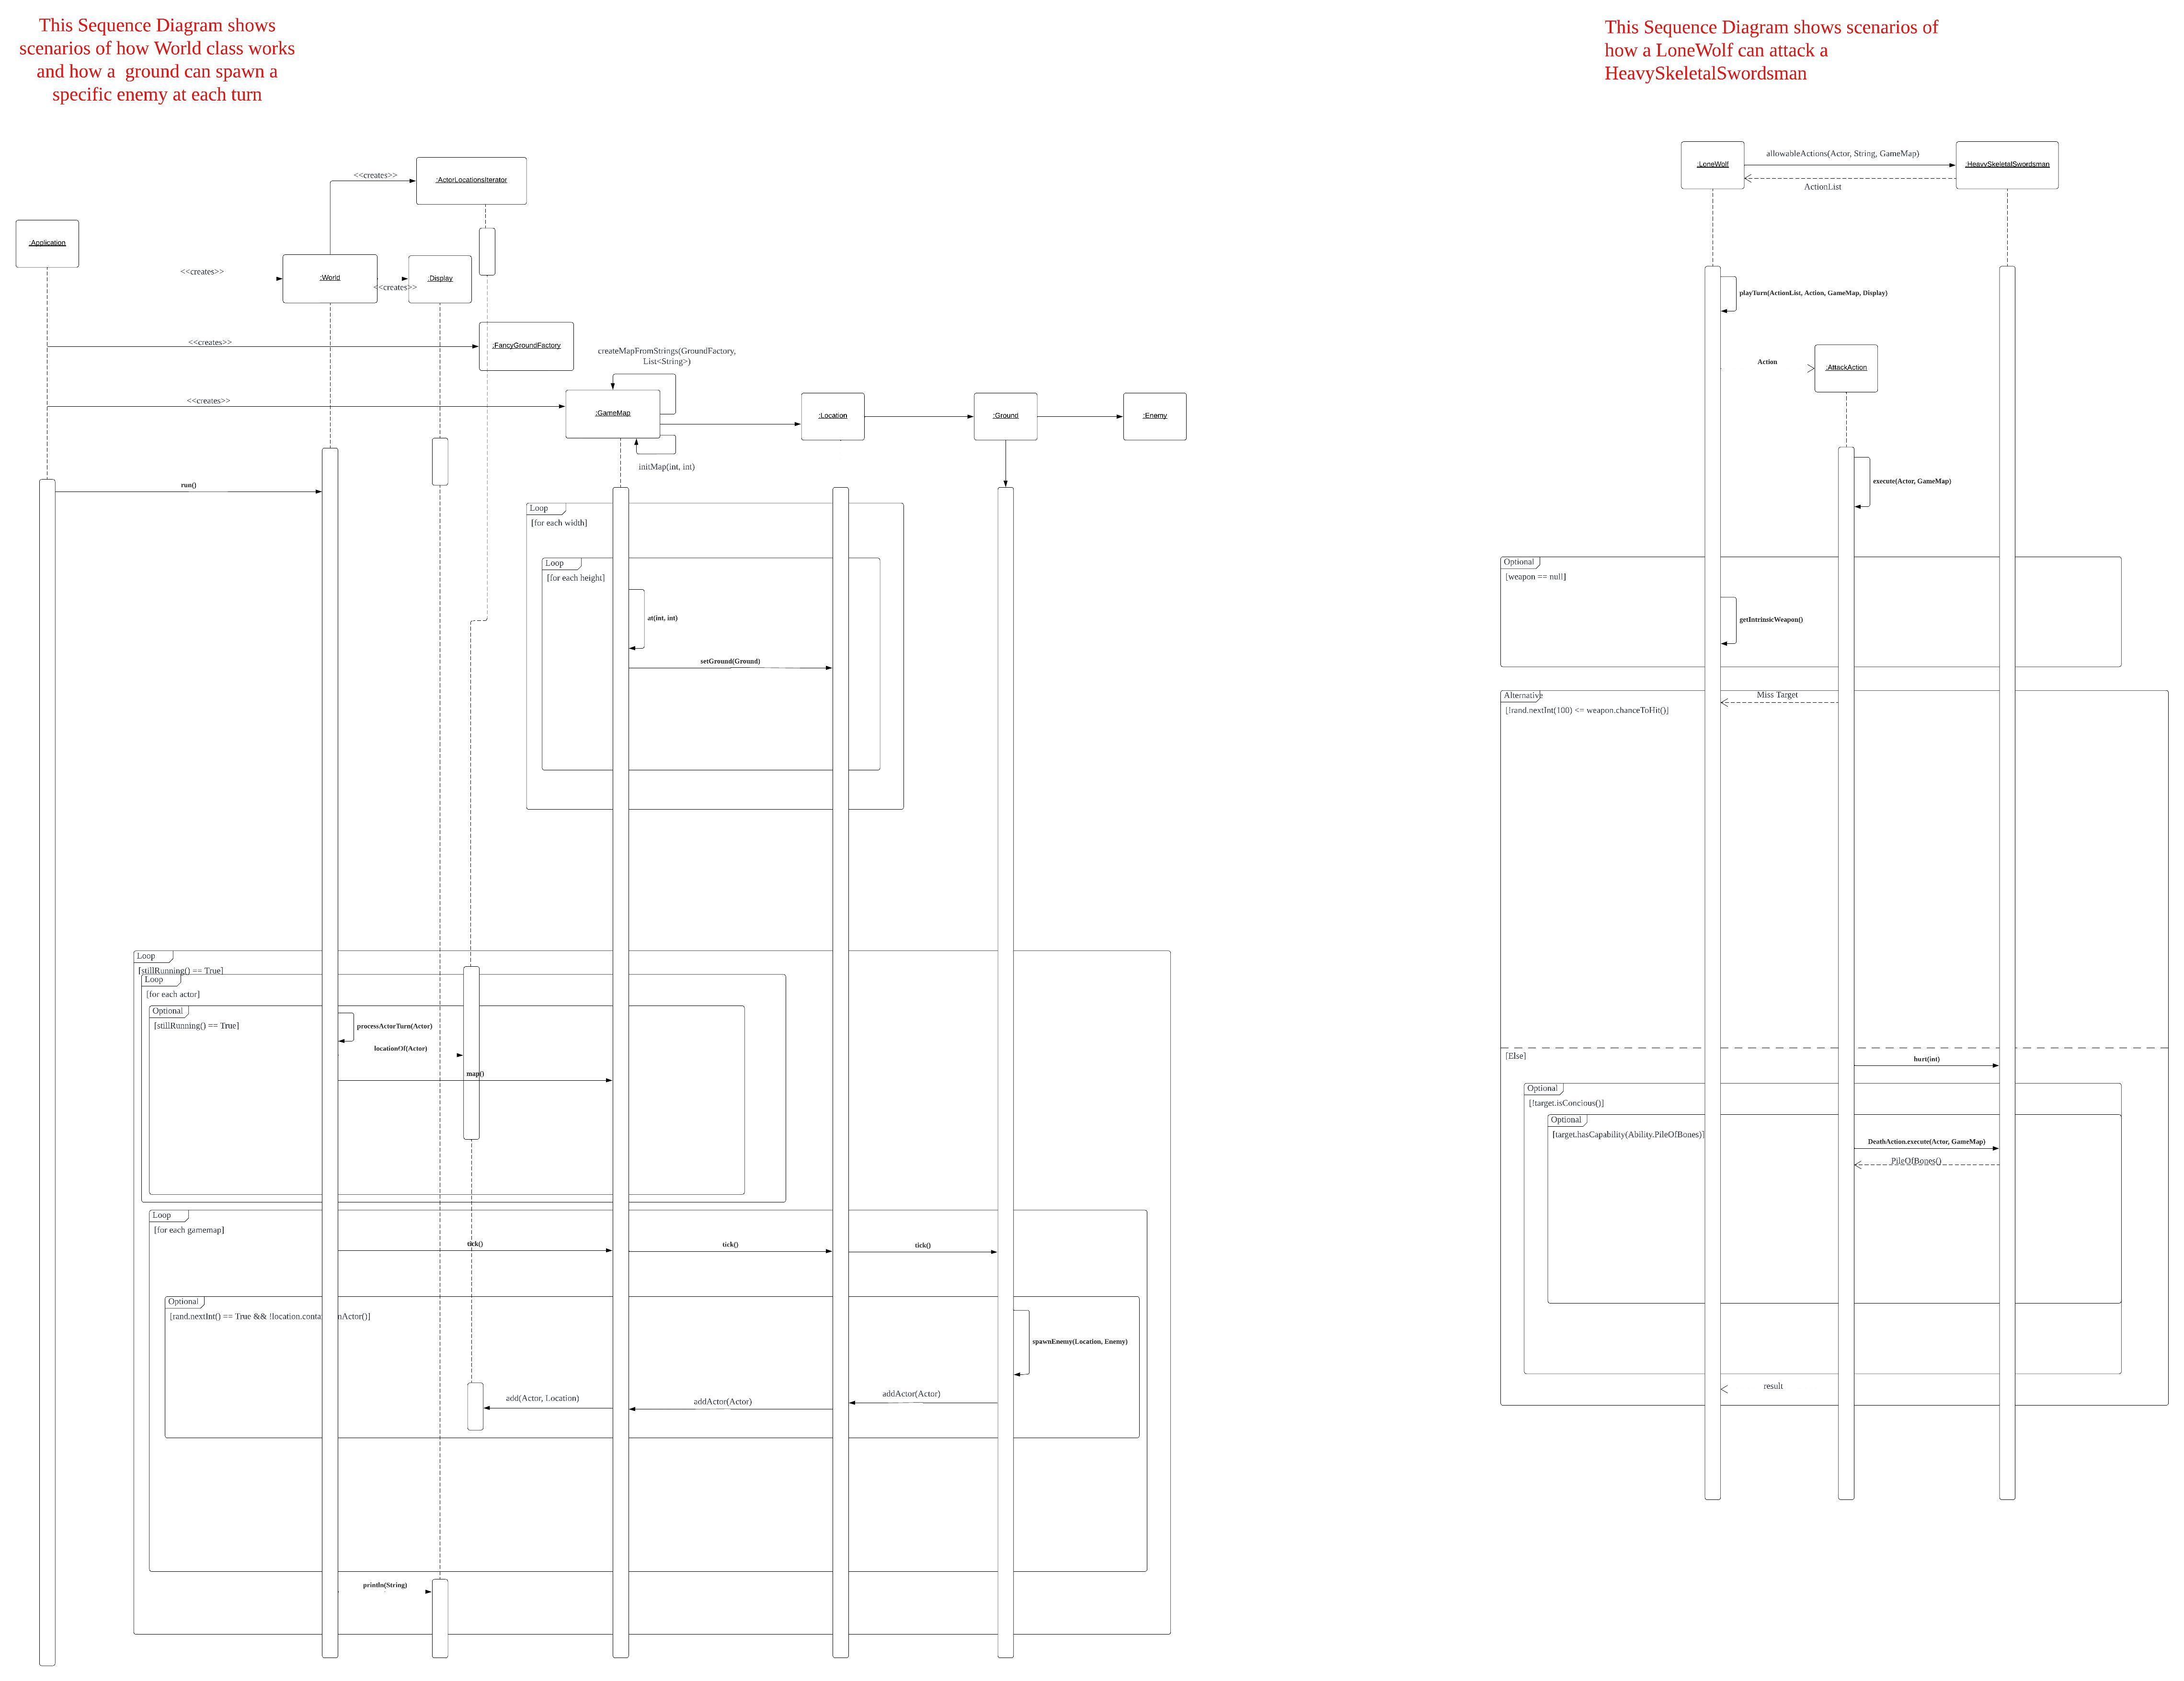 This Sequence Diagram shows
scenarios of how World class works
and how a  ground can spawn a
specific enemy at each turn
:ActorLocationsIterator
<<creates>>
:Application
<<creates>>
:World
<<creates>>
:Display
<<creates>>
:FancyGroundFactory
createMapFromStrings(GroundFactory,
List<String>)
<<creates>>
:GameMap
:Location
:Ground
:Enemy
initMap(int, int)
run()
Loop
[for each width]
Loop
[for each height]
at(int, int)
setGround(Ground)
Loop
[stillRunning() == True]
Loop
[for each actor]
Optional
[stillRunning() == True]
processActorTurn(Actor)
locationOf(Actor)
map()
Loop
[for each gamemap]
tick()
tick()
tick()
Optional
[rand.nextInt() == True && !location.conta nActor()]
spawnEnemy(Location, Enemy)
add(Actor, Location)
addActor(Actor)
addActor(Actor)
println(String)
This Sequence Diagram shows scenarios of
how a LoneWolf can attack a
HeavySkeletalSwordsman
:LoneWolf
allowableActions(Actor, String, GameMap)
:HeavySkeletalSwordsman
ActionList
playTurn(ActionList, Action, GameMap, Display)
Action
:AttackAction
execute(Actor, GameMap)
Optional
[weapon == null]
getIntrinsicWeapon()
Alternative
[!rand.nextInt(100) <= weapon.chanceToHit()]
Miss Target
[Else]
hurt(int)
Optional
[!target.isConcious()]
Optional
[target.hasCapability(Ability.PileOfBones)]
DeathAction.execute(Actor, GameMap)
PileOfBones()
result